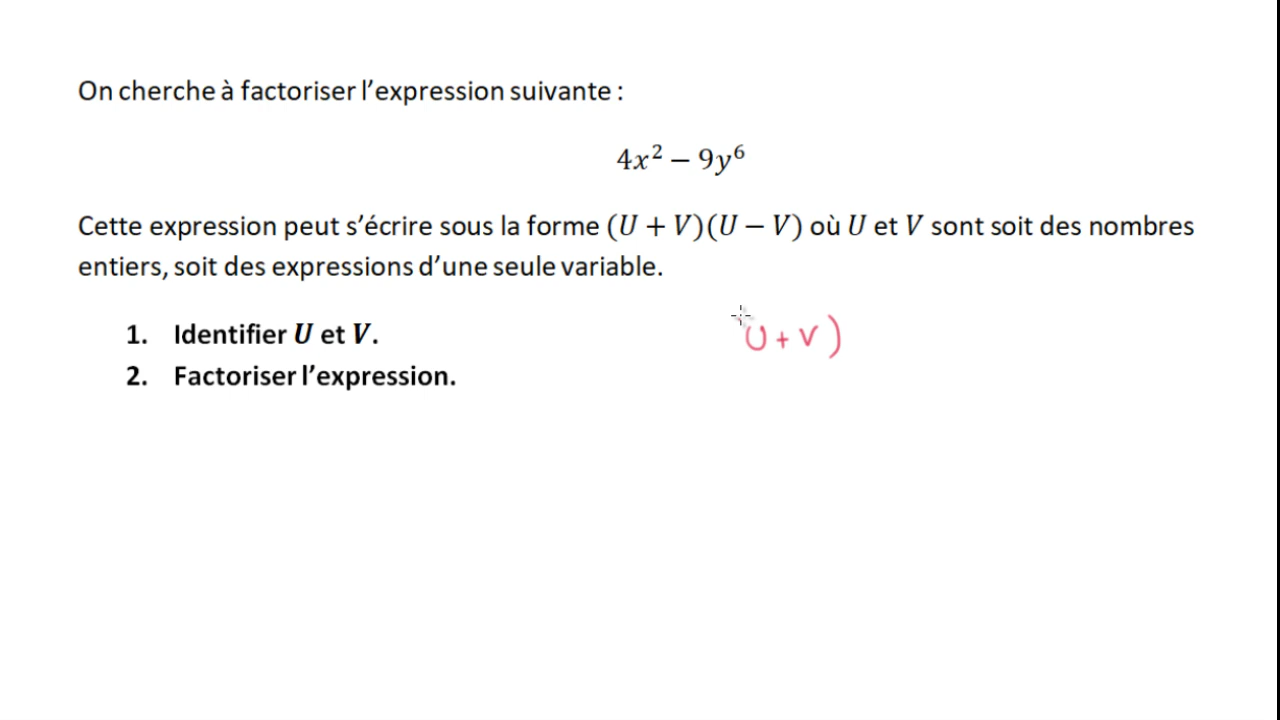 On cherche à factoriser l’expression suivante :
4x² − 9y⁶
Cette expression peut s’écrire sous la forme (U + V)(U − V) où U et V sont soit des nombres
entiers, soit des expressions d’une seule variable.
1. Identifier U et V.
U + V )
2. Factoriser l’expression.